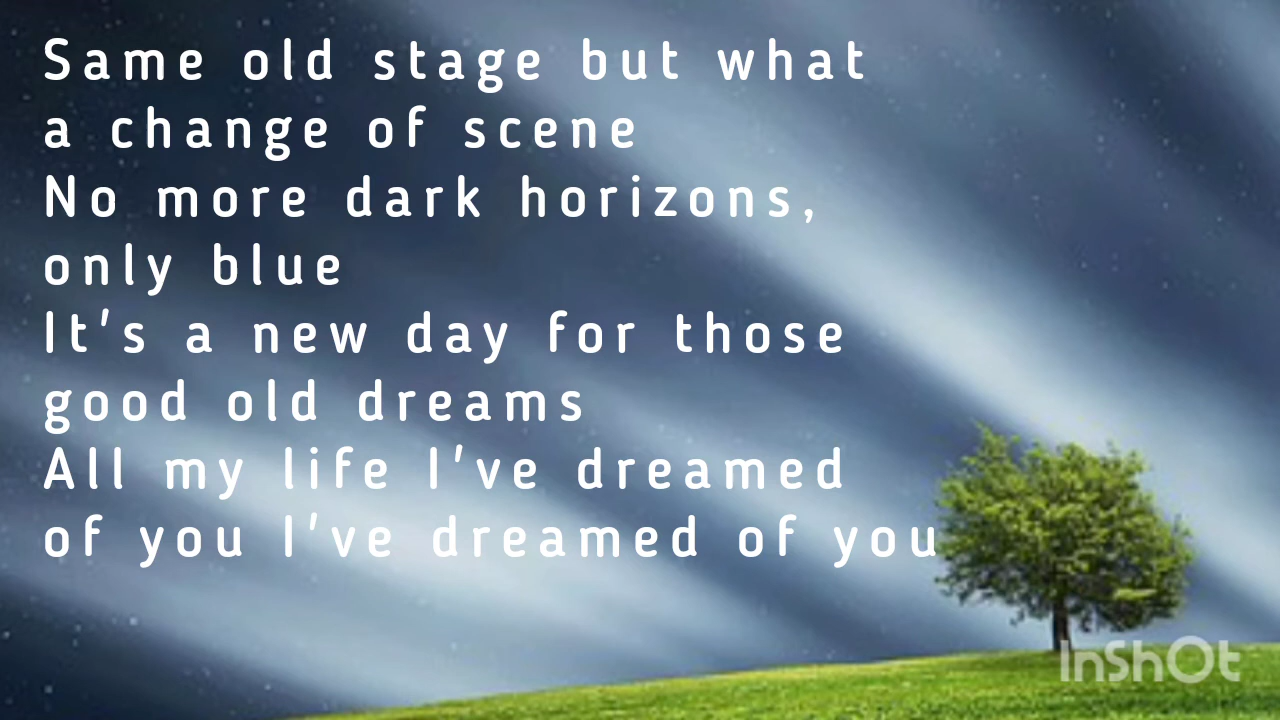 Same old stage but what
a change of scene
No more dark horizons,
only blue
It's a new day for those
good old dreams
All my life I've dreamed
of you I've dreamed of you
InShOt